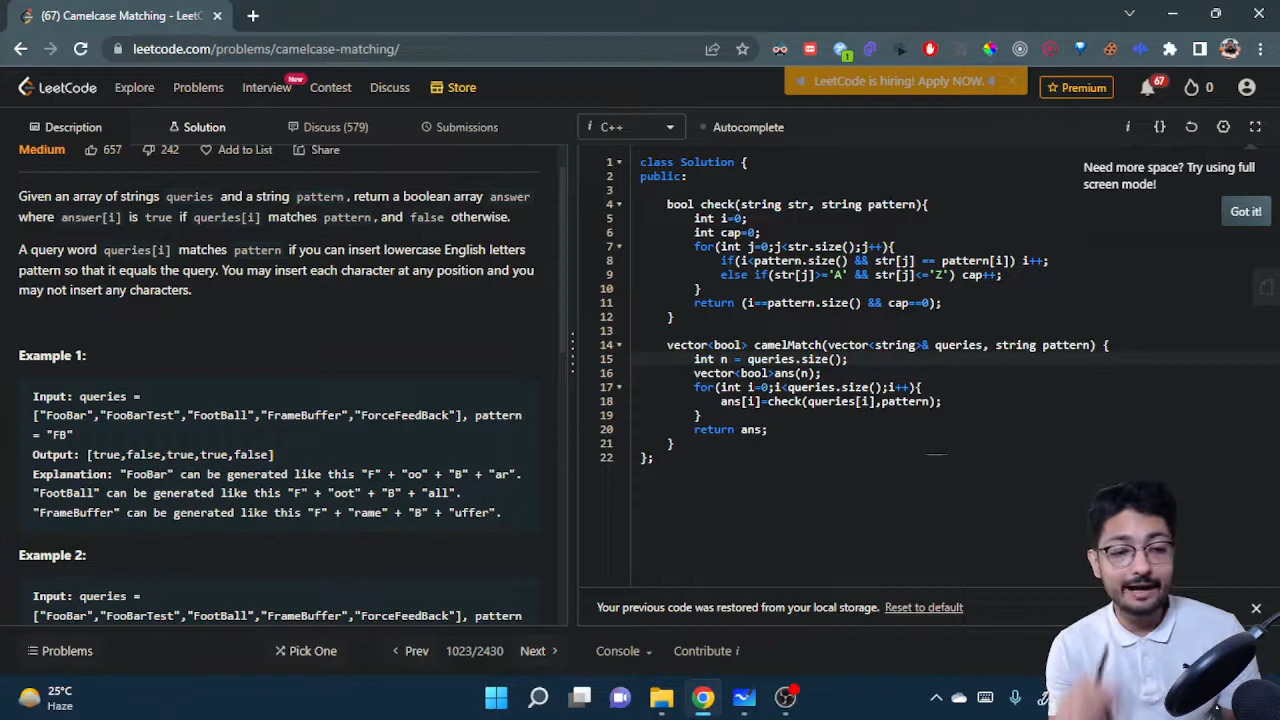 (67) Camelcase Matching - LeetC
leetcode.com/problems/camelcase-matching/
1
LeetCode
Explore
Problems
Interview
New
Contest
Discuss
Store
LeetCode is hiring! Apply NOW.
Premium
67
0
Description
Solution
Discuss (579)
Submissions
i C++
Autocomplete
i
{}
Medium
657
242
Add to List
Share
Given an array of strings queries and a string pattern, return a boolean array answer
where answer[i] is true if queries[i] matches pattern, and false otherwise.
A query word queries[i] matches pattern if you can insert lowercase English letters
pattern so that it equals the query. You may insert each character at any position and you
may not insert any characters.
Example 1:
Input: queries =
["FooBar","FooBarTest","FootBall","FrameBuffer","ForceFeedBack"], pattern
= "FB"
Output: [true,false,true,true,false]
Explanation: "FooBar" can be generated like this "F" + "oo" + "B" + "ar".
"FootBall" can be generated like this "F" + "oot" + "B" + "all".
"FrameBuffer" can be generated like this "F" + "rame" + "B" + "uffer".
Example 2:
Input: queries =
["FooBar","FooBarTest","FootBall","FrameBuffer","ForceFeedBack"], pattern
1 class Solution {
2 public:
3
4 bool check(string str, string pattern){
5 int i=0;
6 int cap=0;
7 for(int j=0;j<str.size();j++){
8 if(i<pattern.size() && str[j] == pattern[i]) i++;
9 else if(str[j]>='A' && str[j]<='Z') cap++;
10 }
11 return (i==pattern.size() && cap==0);
12 }
13
14 vector<bool> camelMatch(vector<string>& queries, string pattern) {
15 int n = queries.size();
16 vector<bool>ans(n);
17 for(int i=0;i<queries.size();i++){
18 ans[i]=check(queries[i],pattern);
19 }
20 return ans;
21 }
22 };
Need more space? Try using full
screen mode!
Got it!
Your previous code was restored from your local storage. Reset to default
Problems
Pick One
Prev
1023/2430
Next
Console
Contribute i
25°C
Haze